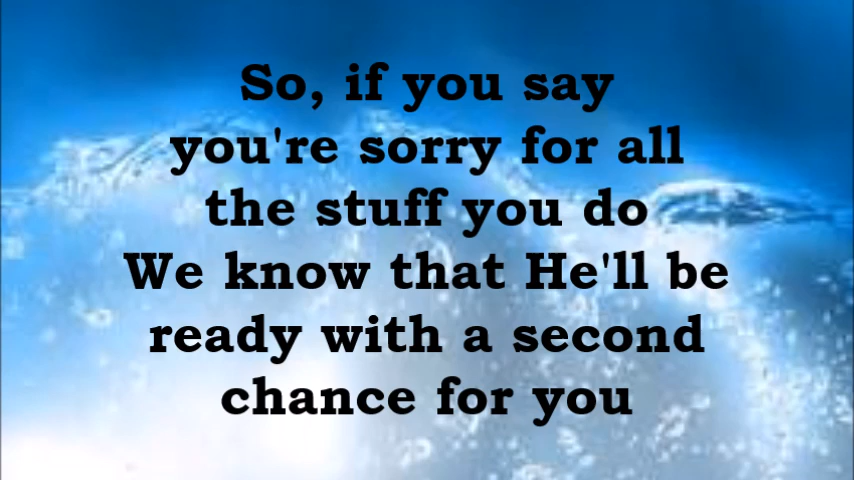 So, if you say
you're sorry for all
the stuff you do
We know that He'll be
ready with a second
chance for you